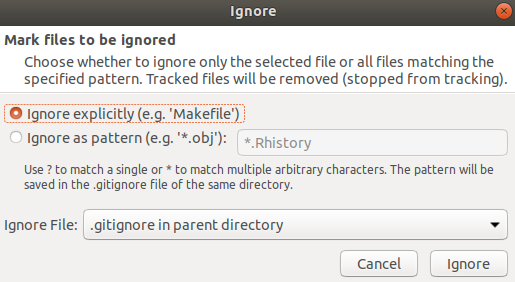 Ignore
Mark files to be ignored
Choose whether to ignore only the selected file or all files matching the
specified pattern. Tracked files will be removed (stopped from tracking).
Ignore explicitly (e.g. 'Makefile')
Ignore as pattern (e.g. '*.obj'): *.Rhistory
Use ? to match a single or * to match multiple arbitrary characters. The pattern will be
saved in the .gitignore file of the same directory.
Ignore File: .gitignore in parent directory
Cancel Ignore